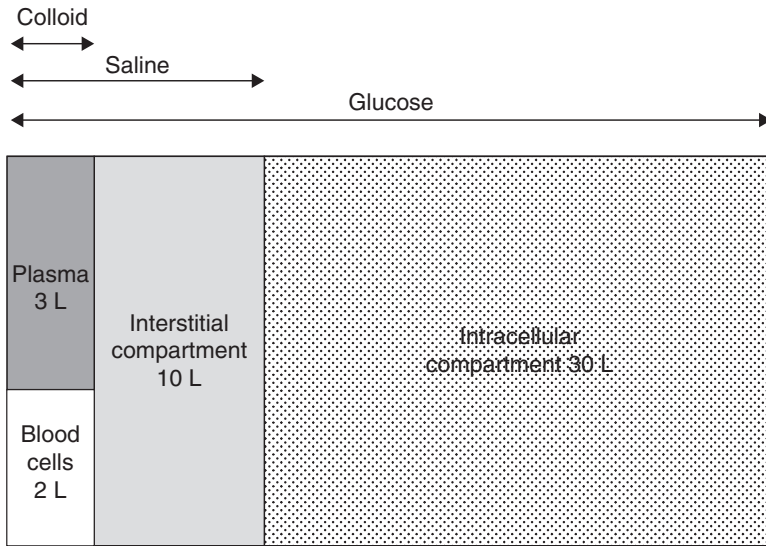 Colloid
Saline
Glucose
Plasma
3 L
Interstitial
compartment
10 L
Intracellular
compartment 30 L
Blood
cells
2 L